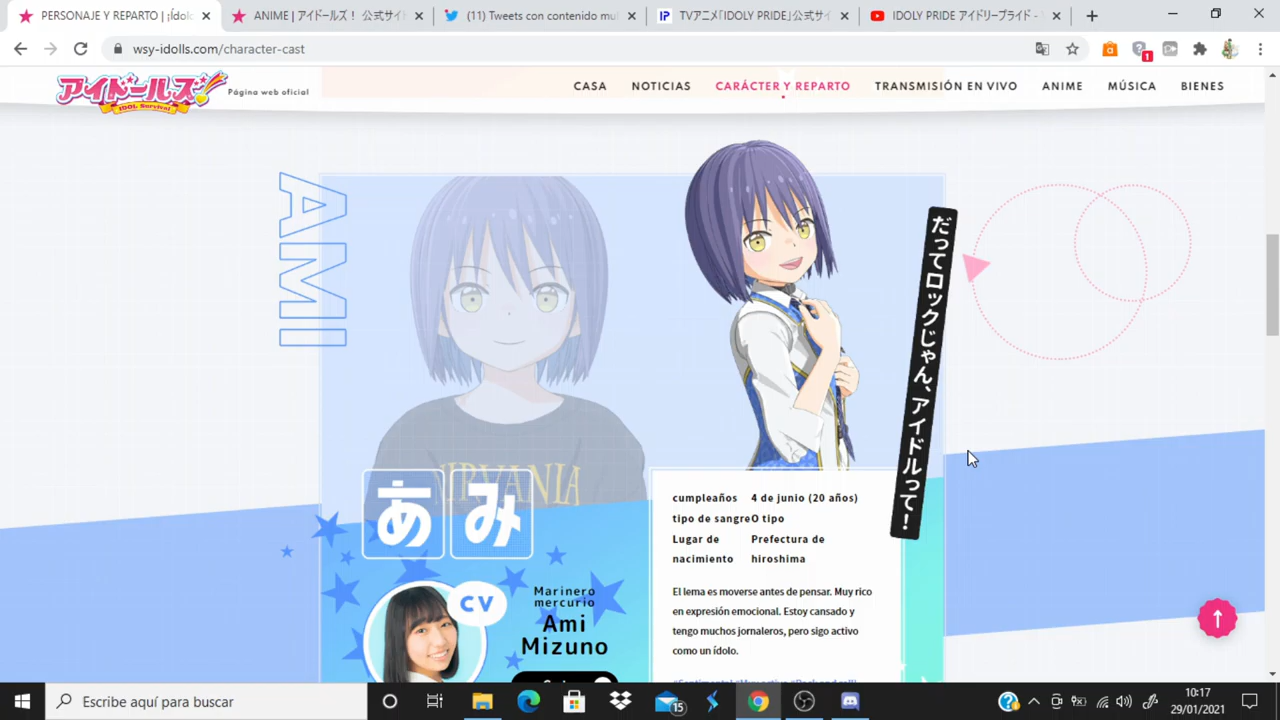 PERSONAJE Y REPARTO | ¡Ídolo
ANIME | アイドールズ！ 公式サイ
(11) Tweets con contenido mul
TVアニメ「IDOLY PRIDE」公式サイ
IDOLY PRIDE アイドリープライド -
wsy-idolls.com/character-cast
1
アイドールズ!
IDOL Survival
Página web oficial
CASA
NOTICIAS
CARÁCTER Y REPARTO
TRANSMISIÓN EN VIVO
ANIME
MÚSICA
BIENES
AMI
だってロックじゃん、アイドルって！
NIRVANIA
あみ
cumpleaños 4 de junio (20 años)
tipo de sangre O tipo
Lugar de Prefectura de
nacimiento hiroshima
CV
Marinero
mercurio
Ami
Mizuno
El lema es moverse antes de pensar. Muy rico
en expresión emocional. Estoy cansado y
tengo muchos jornaleros, pero sigo activo
como un ídolo.
Escribe aquí para buscar
15
10:17
29/01/2021